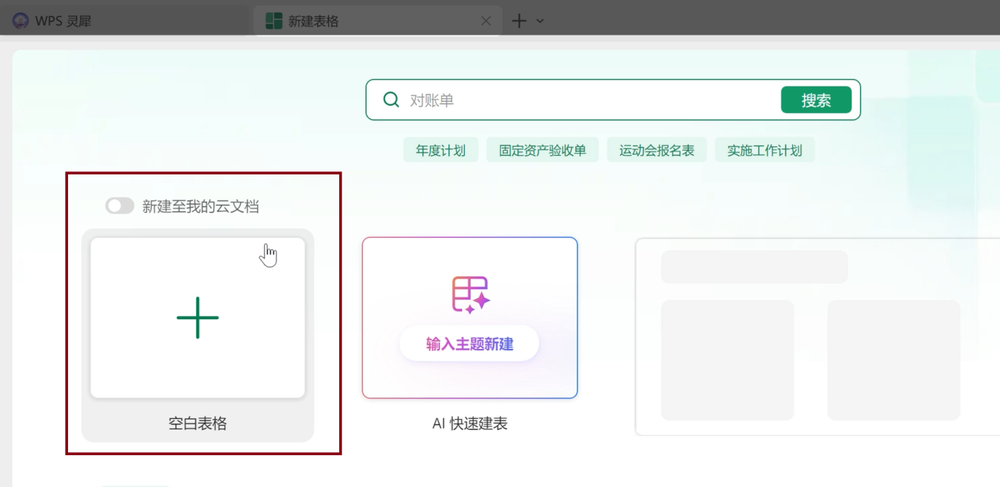 WPS 灵犀
新建表格
对账单
搜索
年度计划 固定资产验收单 运动会报名表 实施工作计划
新建至我的云文档
输入主题新建
空白表格
AI 快速建表